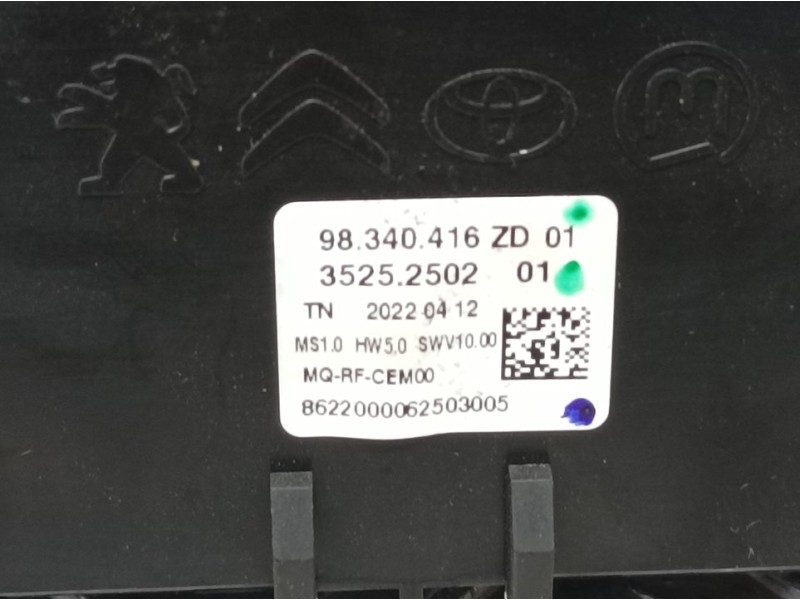 98.340.416 ZD 01
3525.2502 01
TN 2022 04 12
MS1.0 HW5.0 SWV10.00
MQ-RF-CEM00
8622000062503005